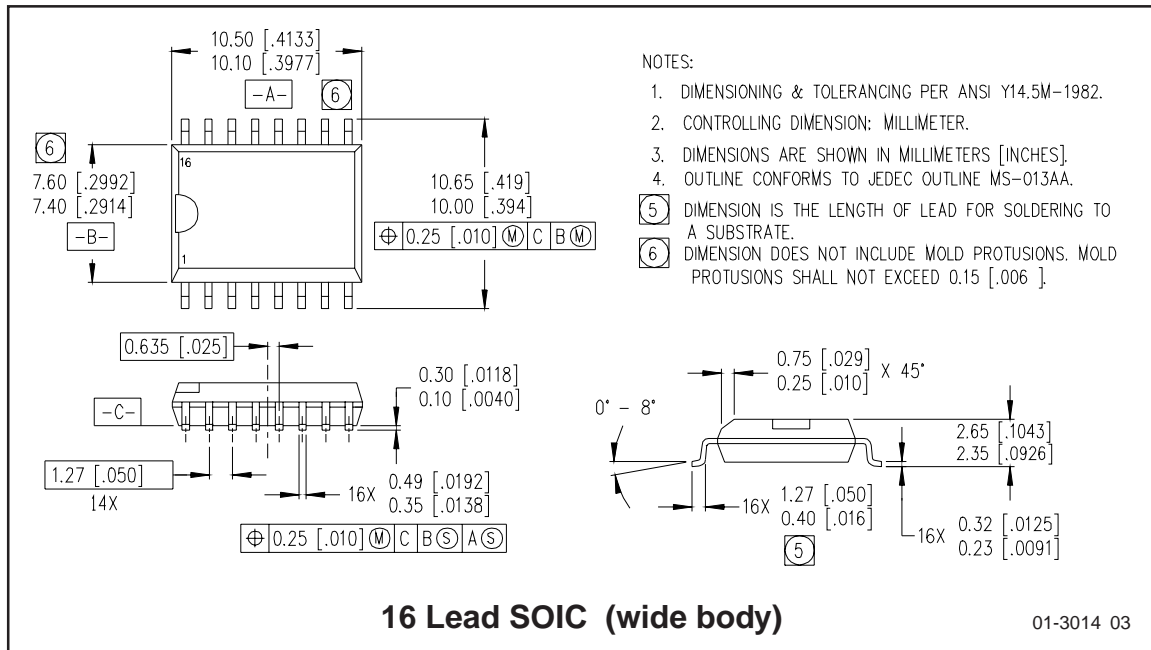 10.50 [.4133]
10.10 [.3977]
-A- 6
6
7.60 [.2992]
7.40 [.2914]
-B-
16
1
10.65 [.419]
10.00 [.394]
⌖ 0.25 [.010] Ⓜ C B Ⓜ
NOTES:
1. DIMENSIONING & TOLERANCING PER ANSI Y14.5M-1982.
2. CONTROLLING DIMENSION: MILLIMETER.
3. DIMENSIONS ARE SHOWN IN MILLIMETERS [INCHES].
4. OUTLINE CONFORMS TO JEDEC OUTLINE MS-013AA.
5 DIMENSION IS THE LENGTH OF LEAD FOR SOLDERING TO
A SUBSTRATE.
6 DIMENSION DOES NOT INCLUDE MOLD PROTUSIONS. MOLD
PROTUSIONS SHALL NOT EXCEED 0.15 [.006 ].
0.635 [.025]
-C-
0.30 [.0118]
0.10 [.0040]
1.27 [.050]
14X
16X 0.49 [.0192]
0.35 [.0138]
⌖ 0.25 [.010] Ⓜ C B Ⓢ A Ⓢ
0.75 [.029]
0.25 [.010] X 45°
0° - 8°
2.65 [.1043]
2.35 [.0926]
16X 1.27 [.050]
0.40 [.016]
5
16X 0.32 [.0125]
0.23 [.0091]
16 Lead SOIC (wide body)
01-3014 03